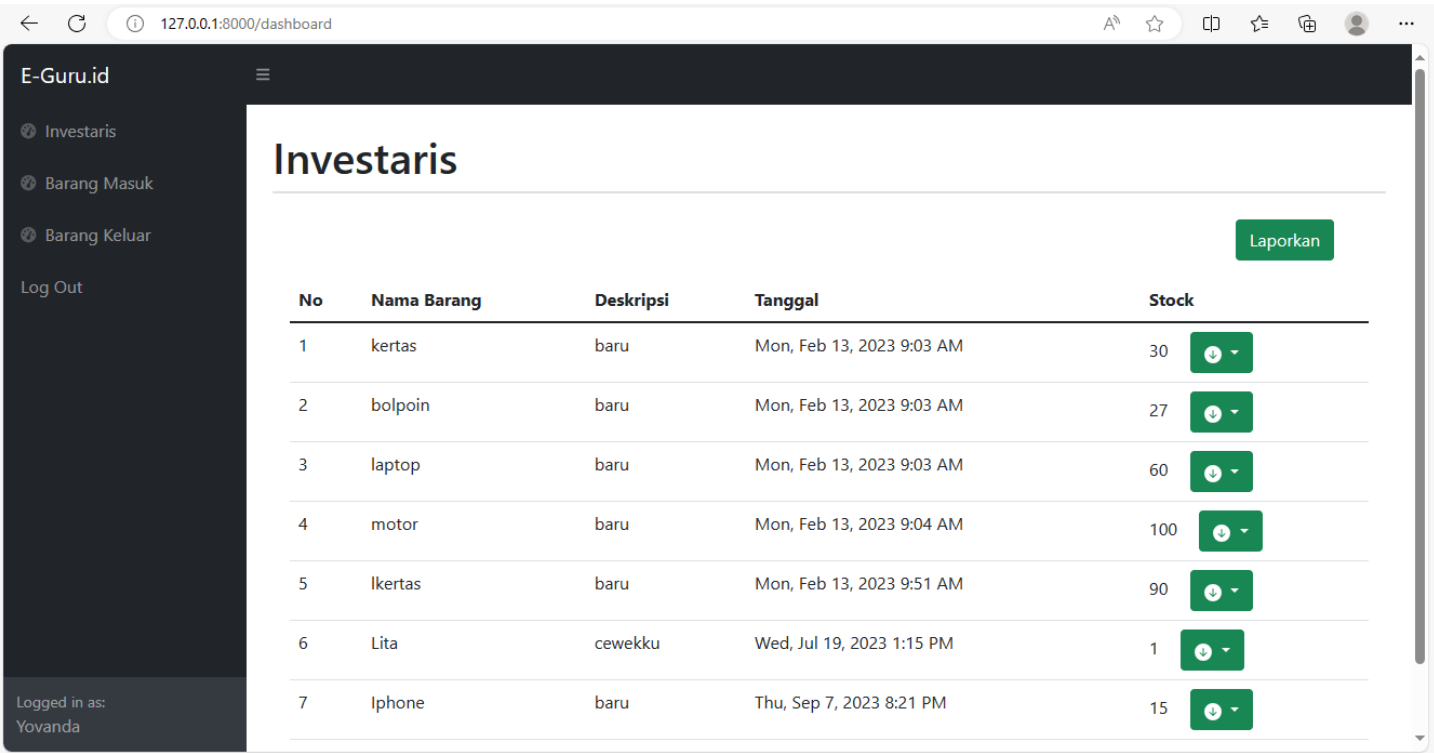 127.0.0.1:8000/dashboard
E-Guru.id
Investaris
Barang Masuk
Barang Keluar
Log Out
Logged in as:
Yovanda
Investaris
Laporkan
No Nama Barang Deskripsi Tanggal Stock
1 kertas baru Mon, Feb 13, 2023 9:03 AM 30
2 bolpoin baru Mon, Feb 13, 2023 9:03 AM 27
3 laptop baru Mon, Feb 13, 2023 9:03 AM 60
4 motor baru Mon, Feb 13, 2023 9:04 AM 100
5 lkertas baru Mon, Feb 13, 2023 9:51 AM 90
6 Lita cewekku Wed, Jul 19, 2023 1:15 PM 1
7 Iphone baru Thu, Sep 7, 2023 8:21 PM 15